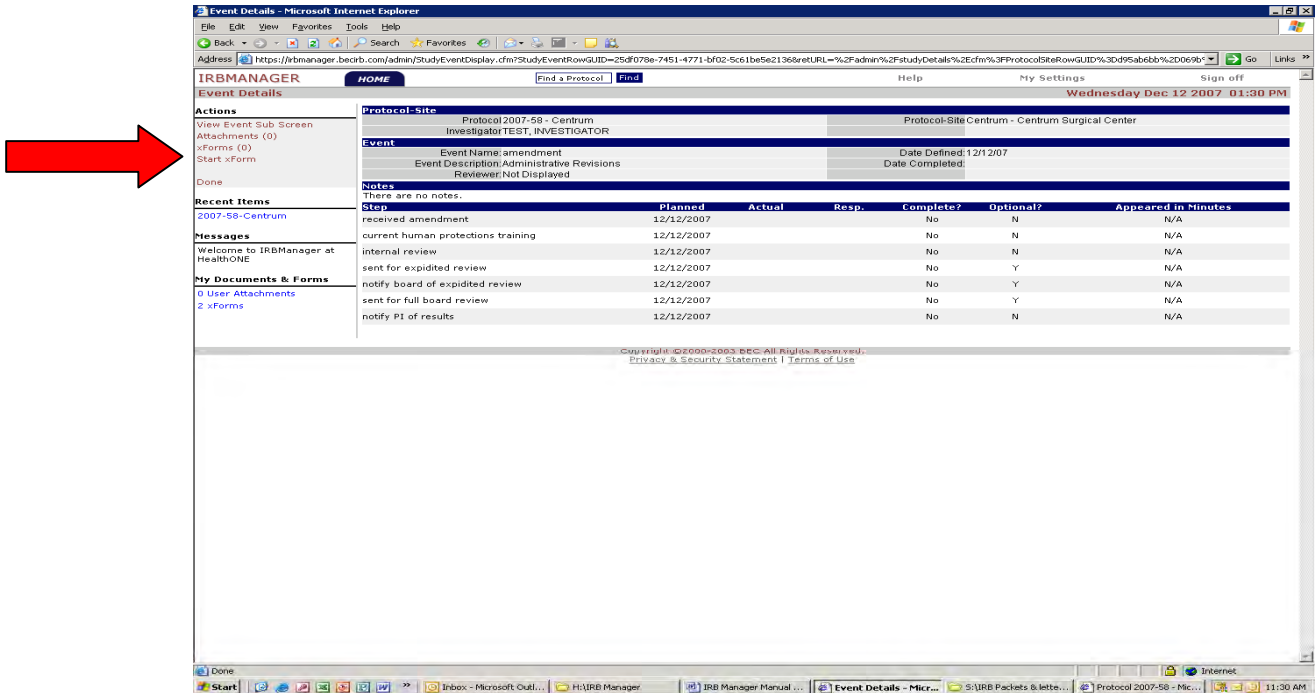 Event Details - Microsoft Internet Explorer
File Edit View Favorites Tools Help
Back Search Favorites
Address https://irbmanager.becirb.com/admin/StudyEventDisplay.cfm?StudyEventRowGUID=25df078e-7451-4771-bf02-5c61be5e2136&retURL=%2Fadmin%2FstudyDetails%2Ecfm%3FProtocolSiteRowGUID%3Dd95ab6bb%2D069b Go Links »
IRBMANAGER HOME Find a Protocol Find Help My Settings Sign off
Event Details Wednesday Dec 12 2007 01:30 PM
Actions
View Event Sub Screen
Attachments (0)
xForms (0)
Start xForm
Done
Recent Items
2007-58-Centrum
Messages
Welcome to IRBManager at
HealthONE
My Documents & Forms
0 User Attachments
2 xForms
Protocol-Site
Protocol 2007-58 - Centrum Protocol-Site Centrum - Centrum Surgical Center
Investigator TEST, INVESTIGATOR
Event
Event Name: amendment Date Defined: 12/12/07
Event Description: Administrative Revisions Date Completed:
Reviewer: Not Displayed
Notes
There are no notes.
Step Planned Actual Resp. Complete? Optional? Appeared in Minutes
received amendment 12/12/2007 No N N/A
current human protections training 12/12/2007 No N N/A
internal review 12/12/2007 No N N/A
sent for expidited review 12/12/2007 No Y N/A
notify board of expidited review 12/12/2007 No Y N/A
sent for full board review 12/12/2007 No Y N/A
notify PI of results 12/12/2007 No N N/A
Copyright ©2000-2003 BEC All Rights Reserved.
Privacy & Security Statement | Terms of Use
Done Internet
Start » Inbox - Microsoft Outl... H:\IRB Manager IRB Manager Manual ... Event Details - Micr... S:\IRB Packets & lette... Protocol 2007-58 - Mic... 11:30 AM